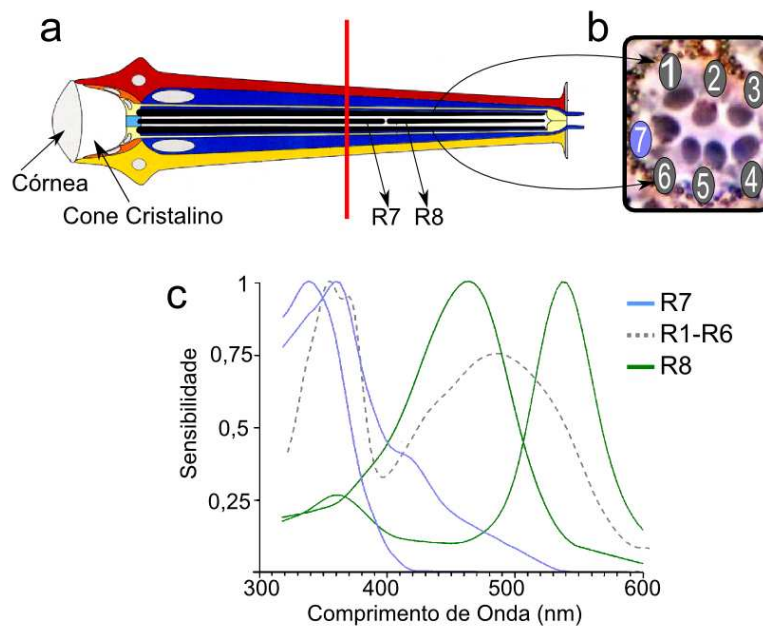 a
b
1
2
3
7
6
5
4
Córnea
Cone Cristalino
R7
R8
c
R7
R1-R6
R8
Sensibilidade
1
0,75
0,5
0,25
300
400
500
600
Comprimento de Onda (nm)